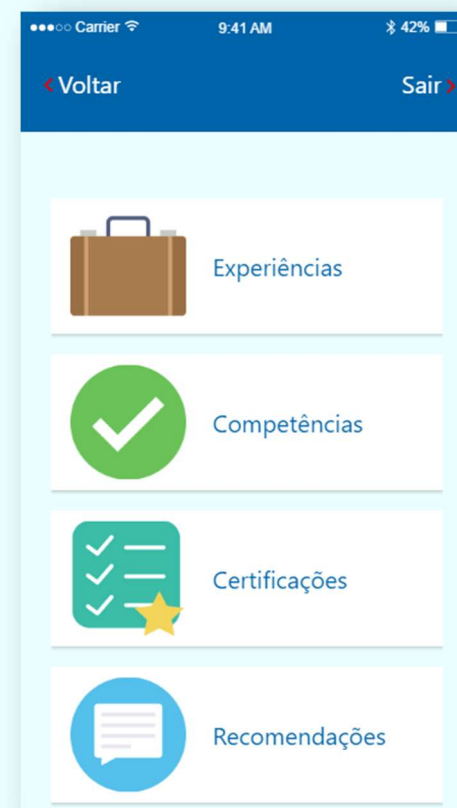 Carrier 9:41 AM 42%
Voltar Sair
Experiências
Competências
Certificações
Recomendações